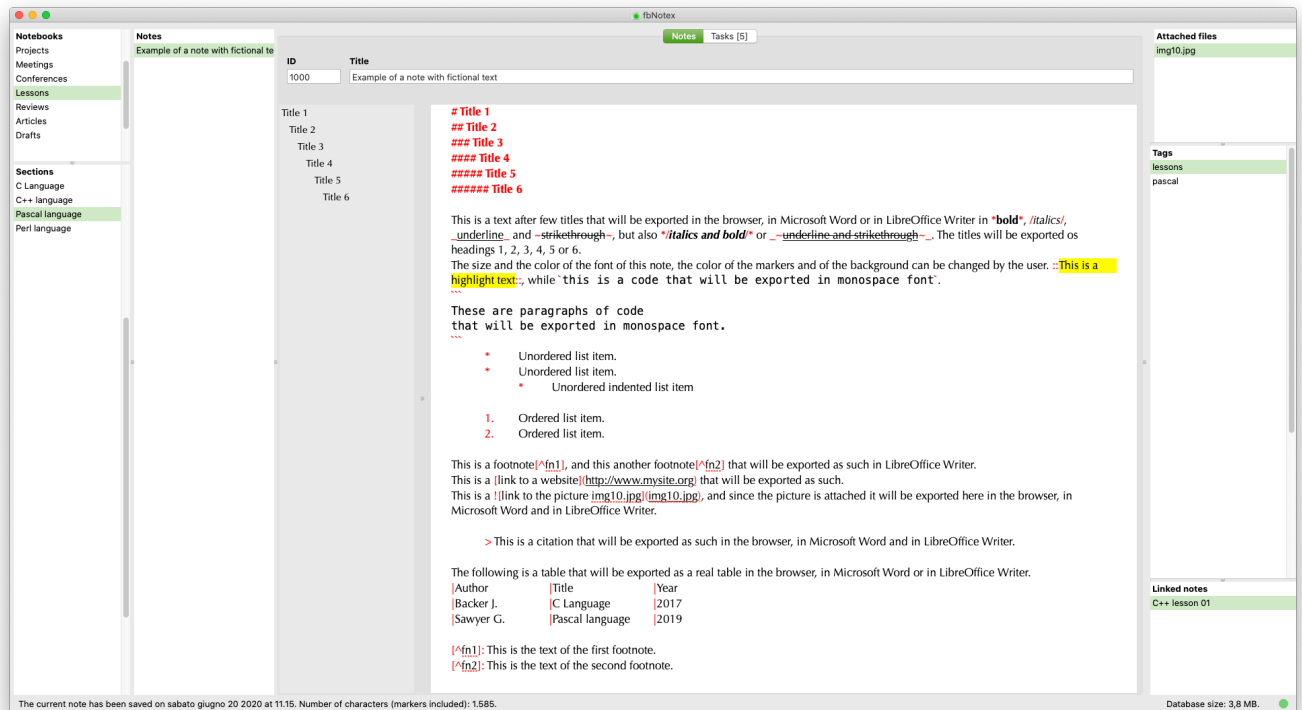 fbNotex
Notebooks
Projects
Meetings
Conferences
Lessons
Reviews
Articles
Drafts
Sections
C Language
C++ language
Pascal language
Perl language
Notes
Example of a note with fictional te
Notes Tasks [5]
ID Title
1000 Example of a note with fictional text
Title 1
Title 2
Title 3
Title 4
Title 5
Title 6
# Title 1
## Title 2
### Title 3
#### Title 4
##### Title 5
###### Title 6
This is a text after few titles that will be exported in the browser, in Microsoft Word or in LibreOffice Writer in *bold*, /italics/,
_underline_ and ~strikethrough~, but also */italics and bold/* or _~underline and strikethrough~_. The titles will be exported os
headings 1, 2, 3, 4, 5 or 6.
The size and the color of the font of this note, the color of the markers and of the background can be changed by the user. ::This is a
highlight text::, while `this is a code that will be exported in monospace font`.
```
These are paragraphs of code
that will be exported in monospace font.
```
* Unordered list item.
* Unordered list item.
* Unordered indented list item
1. Ordered list item.
2. Ordered list item.
This is a footnote[^fn1], and this another footnote[^fn2] that will be exported as such in LibreOffice Writer.
This is a [link to a website](http://www.mysite.org) that will be exported as such.
This is a ![link to the picture img10.jpg](img10.jpg), and since the picture is attached it will be exported here in the browser, in
Microsoft Word and in LibreOffice Writer.
> This is a citation that will be exported as such in the browser, in Microsoft Word and in LibreOffice Writer.
The following is a table that will be exported as a real table in the browser, in Microsoft Word or in LibreOffice Writer.
|Author |Title |Year
|Backer J. |C Language |2017
|Sawyer G. |Pascal language |2019
[^fn1]: This is the text of the first footnote.
[^fn2]: This is the text of the second footnote.
Attached files
img10.jpg
Tags
lessons
pascal
Linked notes
C++ lesson 01
The current note has been saved on sabato giugno 20 2020 at 11.15. Number of characters (markers included): 1.585.
Database size: 3,8 MB.